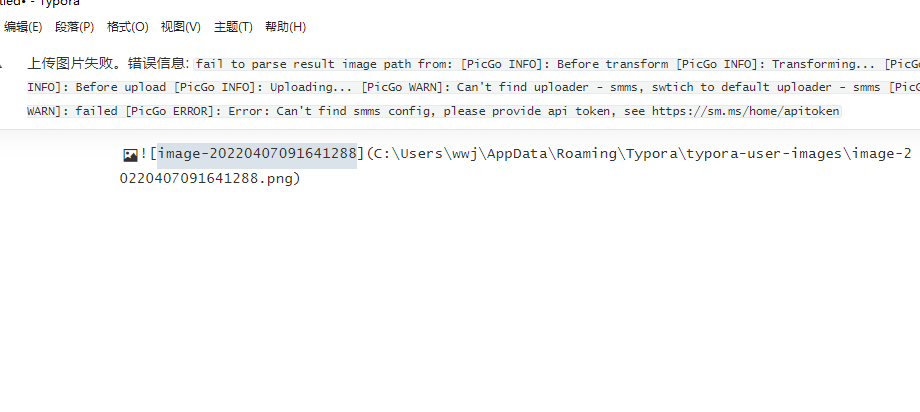 tled• - Typora
编辑(E) 段落(P) 格式(O) 视图(V) 主题(T) 帮助(H)
上传图片失败。错误信息: fail to parse result image path from: [PicGo INFO]: Before transform [PicGo INFO]: Transforming... [PicGo
INFO]: Before upload [PicGo INFO]: Uploading... [PicGo WARN]: Can't find uploader - smms, swtich to default uploader - smms [PicG
WARN]: failed [PicGo ERROR]: Error: Can't find smms config, please provide api token, see https://sm.ms/home/apitoken
![image-20220407091641288](C:\Users\wwj\AppData\Roaming\Typora\typora-user-images\image-2
0220407091641288.png)